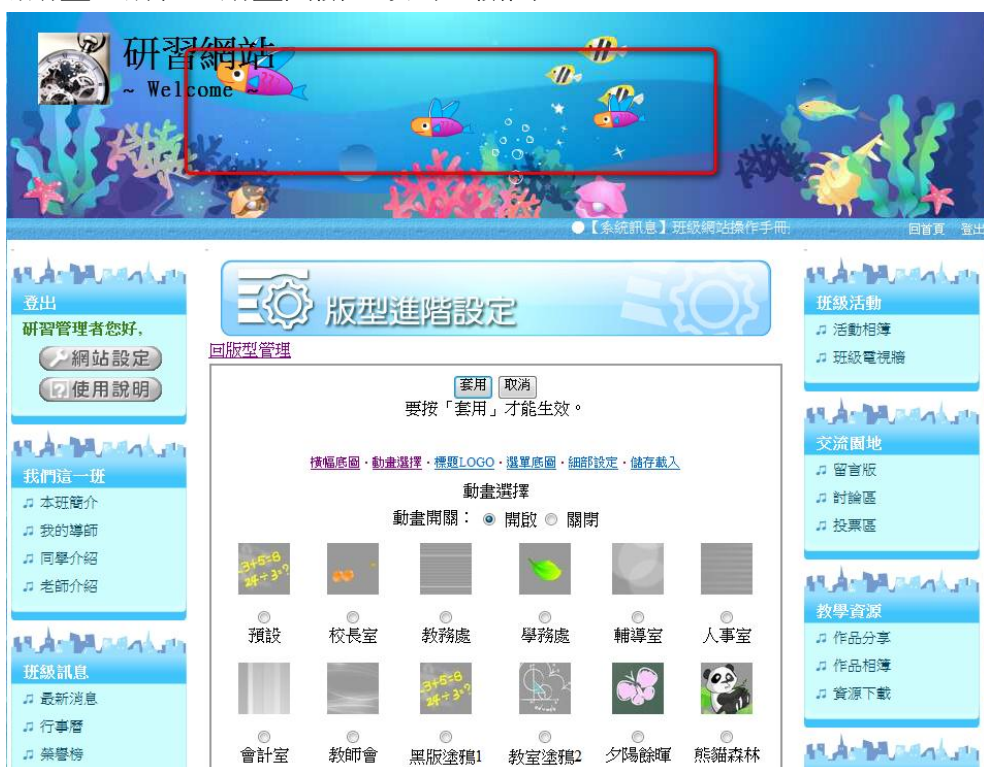 研習網站
~ Welcome ~
●【系統訊息】班級網站操作手冊
回首頁 登出
登出
研習管理者您好,
網站設定
使用說明
我們這一班
本班簡介
我的導師
同學介紹
老師介紹
班級訊息
最新消息
行事曆
榮譽榜
版型進階設定
回版型管理
套用 取消
要按「套用」才能生效。
橫幅底圖・動畫選擇・標題LOGO・選單底圖・細部設定・儲存載入
動畫選擇
動畫開關： 開啟 關閉
3+5=8
24÷3=?
預設 校長室 教務處 學務處 輔導室 人事室
3+5=8
24÷3=?
會計室 教師會 黑版塗鴉1 教室塗鴉2 夕陽餘暉 熊貓森林
班級活動
活動相簿
班級電視牆
交流園地
留言版
討論區
投票區
教學資源
作品分享
作品相簿
資源下載